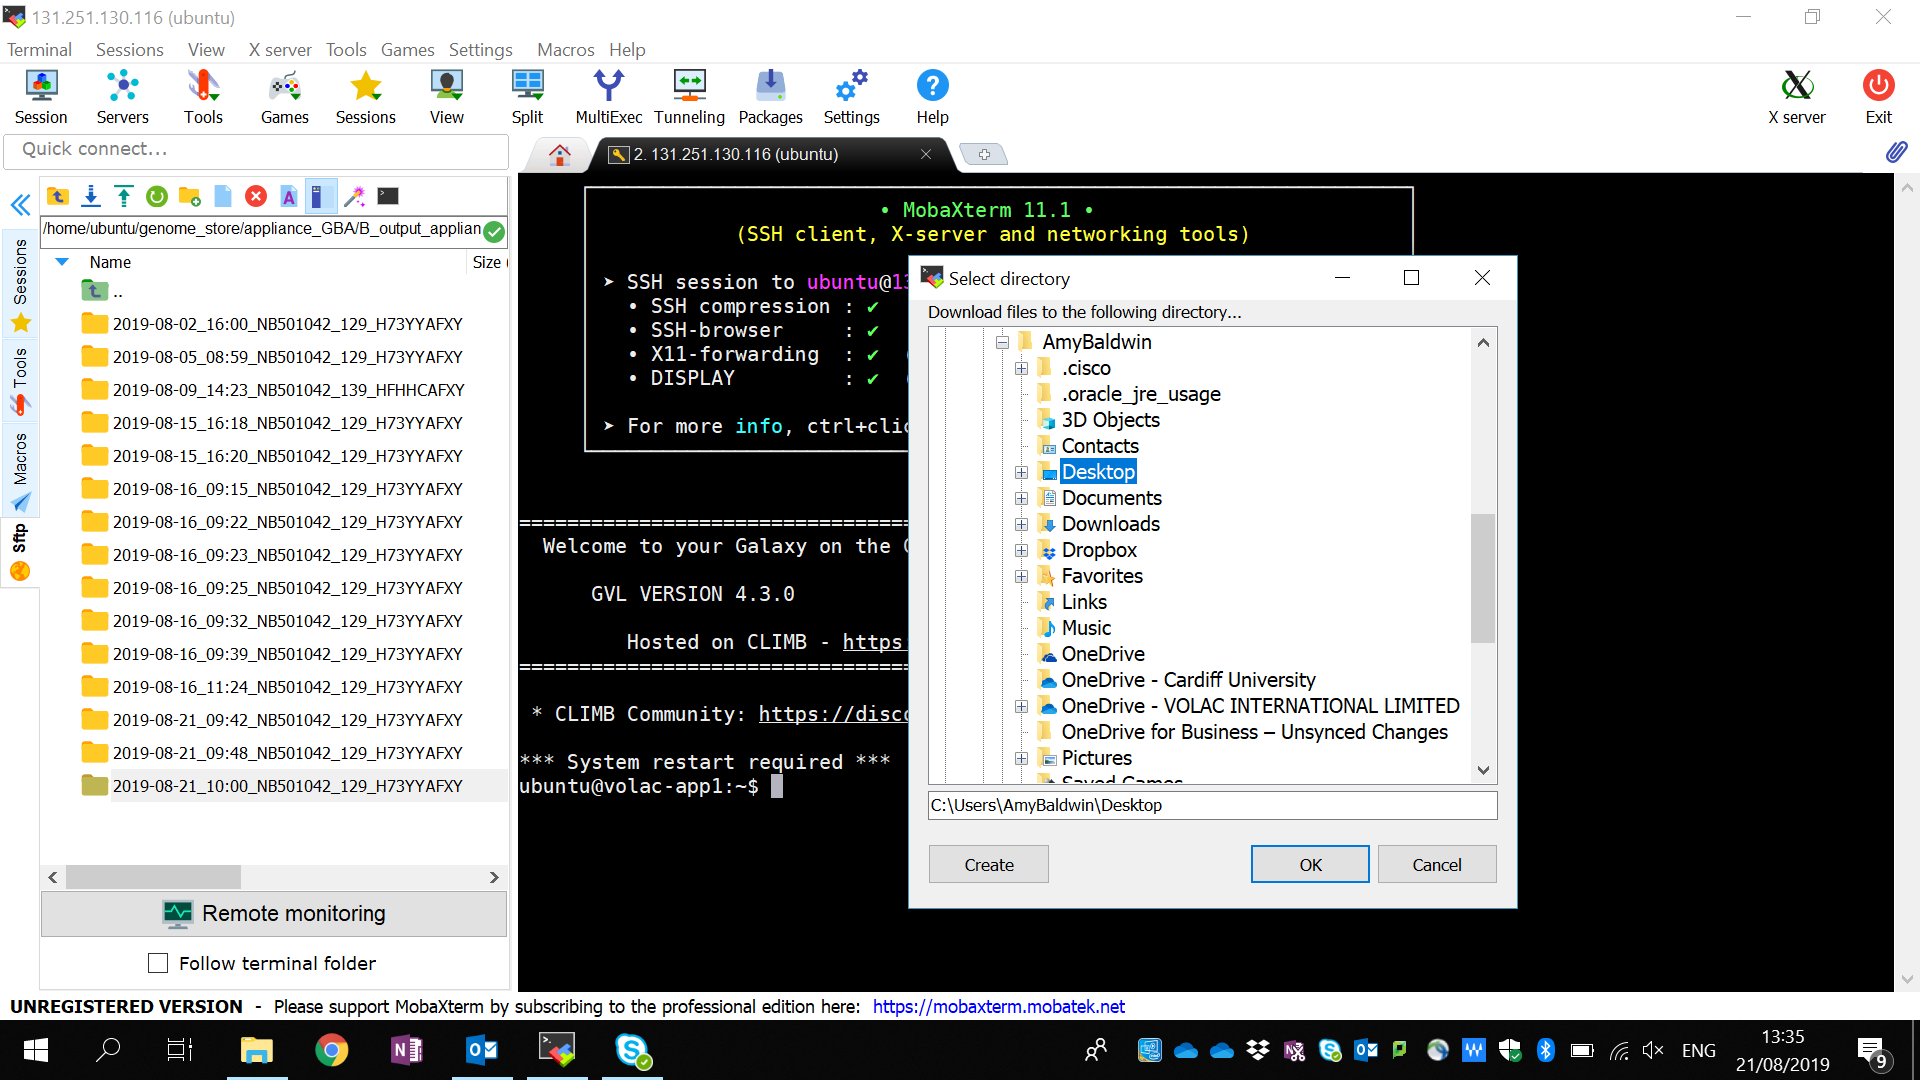 131.251.130.116 (ubuntu)
Terminal Sessions View X server Tools Games Settings Macros Help
Session Servers Tools Games Sessions View Split MultiExec Tunneling Packages Settings Help X server Exit
Quick connect...
2. 131.251.130.116 (ubuntu)
/home/ubuntu/genome_store/appliance_GBA/B_output_applian
Name Size (
..
2019-08-02_16:00_NB501042_129_H73YYAFXY
2019-08-05_08:59_NB501042_129_H73YYAFXY
2019-08-09_14:23_NB501042_139_HFHHCAFXY
2019-08-15_16:18_NB501042_129_H73YYAFXY
2019-08-15_16:20_NB501042_129_H73YYAFXY
2019-08-16_09:15_NB501042_129_H73YYAFXY
2019-08-16_09:22_NB501042_129_H73YYAFXY
2019-08-16_09:23_NB501042_129_H73YYAFXY
2019-08-16_09:25_NB501042_129_H73YYAFXY
2019-08-16_09:32_NB501042_129_H73YYAFXY
2019-08-16_09:39_NB501042_129_H73YYAFXY
2019-08-16_11:24_NB501042_129_H73YYAFXY
2019-08-21_09:42_NB501042_129_H73YYAFXY
2019-08-21_09:48_NB501042_129_H73YYAFXY
2019-08-21_10:00_NB501042_129_H73YYAFXY
Sessions
Tools
Macros
Sftp
Remote monitoring
Follow terminal folder
• MobaXterm 11.1 •
(SSH client, X-server and networking tools)
➤ SSH session to ubuntu@13
• SSH compression : ✔
• SSH-browser : ✔
• X11-forwarding : ✔
• DISPLAY : ✔
➤ For more info, ctrl+clic
Welcome to your Galaxy on the
GVL VERSION 4.3.0
Hosted on CLIMB - https:
* CLIMB Community: https://disc
*** System restart required ***
ubuntu@volac-app1:~$
Select directory
Download files to the following directory...
AmyBaldwin
.cisco
.oracle_jre_usage
3D Objects
Contacts
Desktop
Documents
Downloads
Dropbox
Favorites
Links
Music
OneDrive
OneDrive - Cardiff University
OneDrive - VOLAC INTERNATIONAL LIMITED
OneDrive for Business – Unsynced Changes
Pictures
Saved Games
C:\Users\AmyBaldwin\Desktop
Create OK Cancel
UNREGISTERED VERSION - Please support MobaXterm by subscribing to the professional edition here: https://mobaxterm.mobatek.net
ENG
13:35
21/08/2019
9